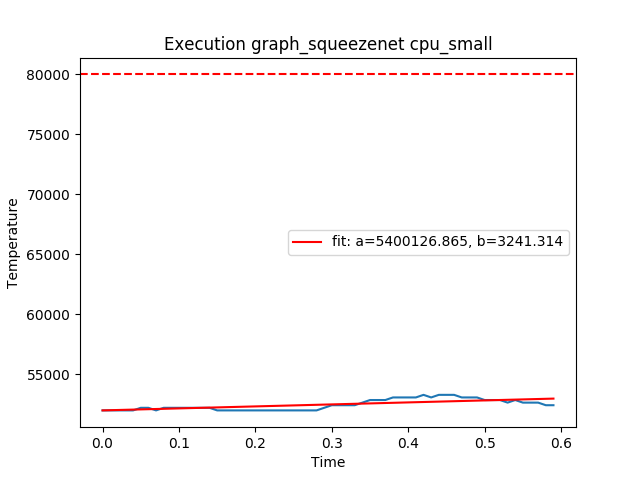 Execution graph_squeezenet cpu_small
80000
75000
70000
65000
60000
55000
Temperature
fit: a=5400126.865, b=3241.314
0.0 0.1 0.2 0.3 0.4 0.5 0.6
Time